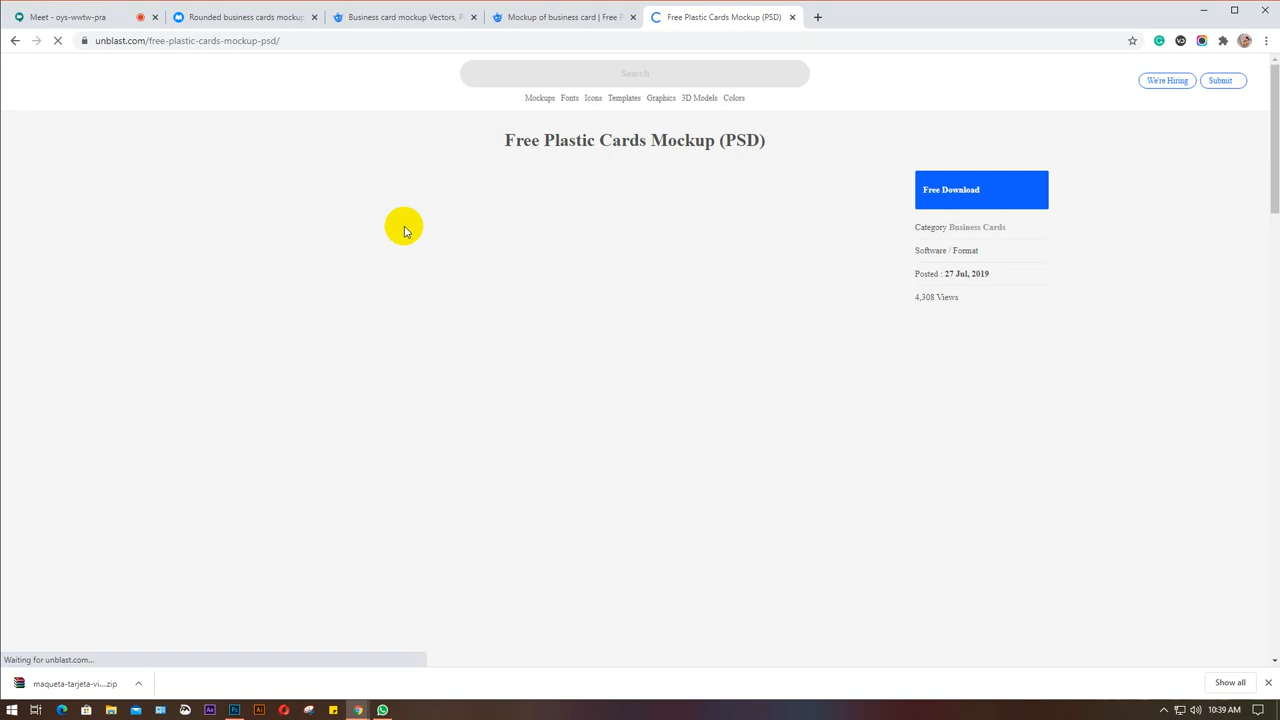 Meet - oys-wwtw-pra
Rounded business cards mockup
Business card mockup Vectors, P
Mockup of business card | Free P
Free Plastic Cards Mockup (PSD)
unblast.com/free-plastic-cards-mockup-psd/
Search
We're Hiring
Submit
Mockups Fonts Icons Templates Graphics 3D Models Colors
Free Plastic Cards Mockup (PSD)
Free Download
Category Business Cards
Software / Format
Posted : 27 Jul, 2019
4,308 Views
Waiting for unblast.com...
maqueta-tarjeta-vi....zip
Show all
10:39 AM